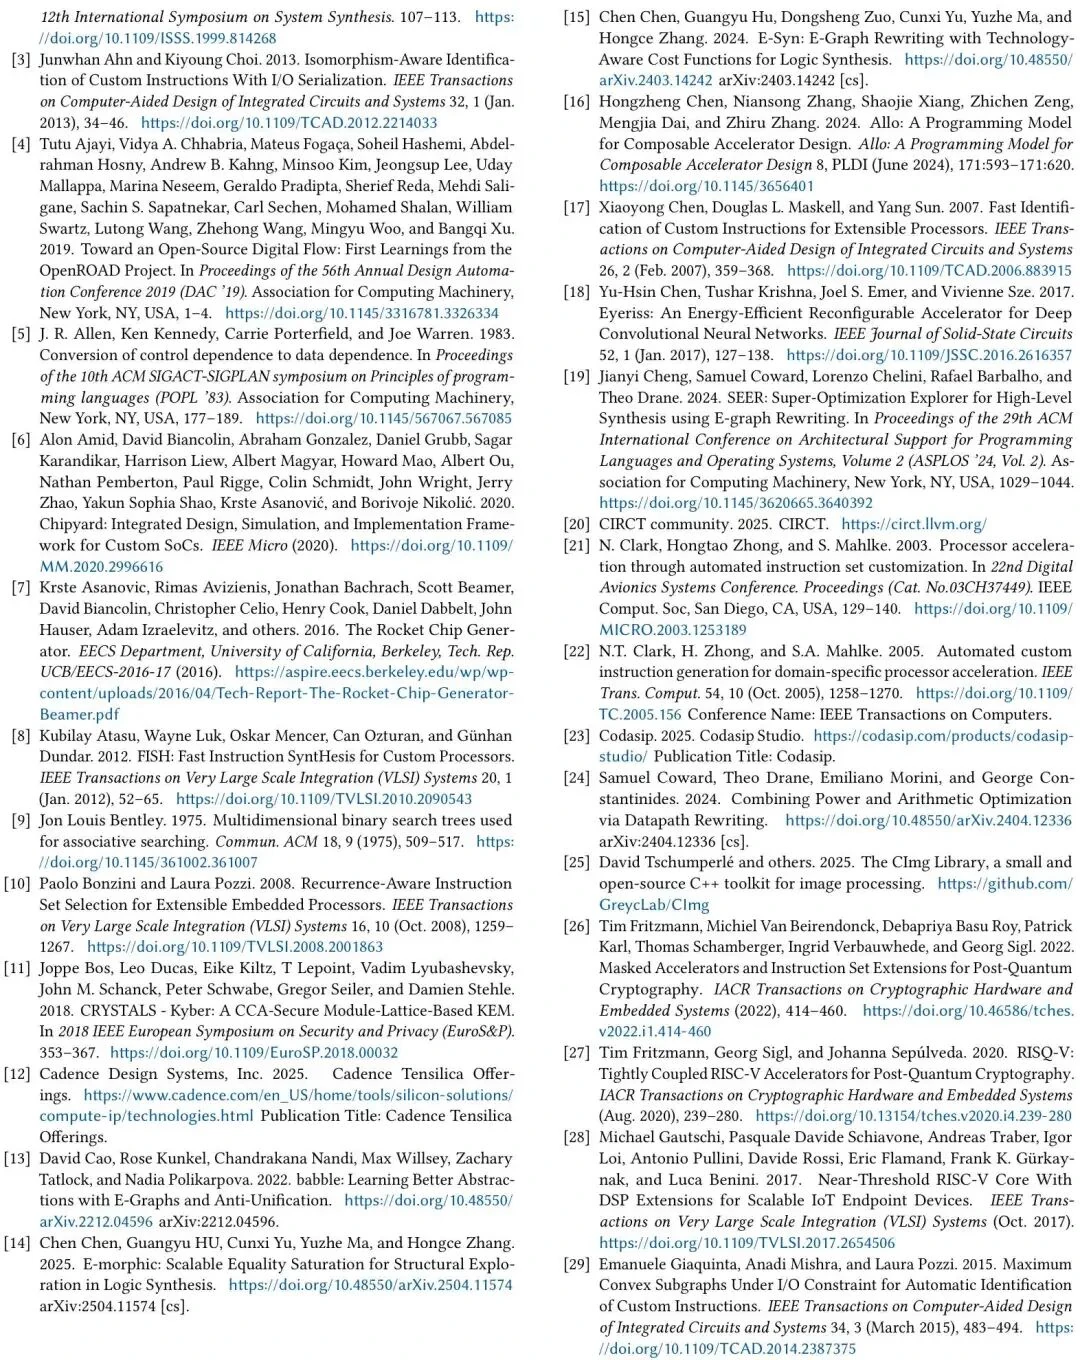 12th International Symposium on System Synthesis. 107–113. https:
//doi.org/10.1109/ISSS.1999.814268
[3] Junwhan Ahn and Kiyoung Choi. 2013. Isomorphism-Aware Identifica-
tion of Custom Instructions With I/O Serialization. IEEE Transactions
on Computer-Aided Design of Integrated Circuits and Systems 32, 1 (Jan.
2013), 34–46. https://doi.org/10.1109/TCAD.2012.2214033
[4] Tutu Ajayi, Vidya A. Chhabria, Mateus Fogaça, Soheil Hashemi, Abdel-
rahman Hosny, Andrew B. Kahng, Minsoo Kim, Jeongsup Lee, Uday
Mallappa, Marina Neseem, Geraldo Pradipta, Sherief Reda, Mehdi Sali-
gane, Sachin S. Sapatnekar, Carl Sechen, Mohamed Shalan, William
Swartz, Lutong Wang, Zhehong Wang, Mingyu Woo, and Bangqi Xu.
2019. Toward an Open-Source Digital Flow: First Learnings from the
OpenROAD Project. In Proceedings of the 56th Annual Design Automa-
tion Conference 2019 (DAC ’19). Association for Computing Machinery,
New York, NY, USA, 1–4. https://doi.org/10.1145/3316781.3326334
[5] J. R. Allen, Ken Kennedy, Carrie Porterfield, and Joe Warren. 1983.
Conversion of control dependence to data dependence. In Proceedings
of the 10th ACM SIGACT-SIGPLAN symposium on Principles of program-
ming languages (POPL ’83). Association for Computing Machinery,
New York, NY, USA, 177–189. https://doi.org/10.1145/567067.567085
[6] Alon Amid, David Biancolin, Abraham Gonzalez, Daniel Grubb, Sagar
Karandikar, Harrison Liew, Albert Magyar, Howard Mao, Albert Ou,
Nathan Pemberton, Paul Rigge, Colin Schmidt, John Wright, Jerry
Zhao, Yakun Sophia Shao, Krste Asanović, and Borivoje Nikolić. 2020.
Chipyard: Integrated Design, Simulation, and Implementation Frame-
work for Custom SoCs. IEEE Micro (2020). https://doi.org/10.1109/
MM.2020.2996616
[7] Krste Asanovic, Rimas Avizienis, Jonathan Bachrach, Scott Beamer,
David Biancolin, Christopher Celio, Henry Cook, Daniel Dabbelt, John
Hauser, Adam Izraelevitz, and others. 2016. The Rocket Chip Gener-
ator. EECS Department, University of California, Berkeley, Tech. Rep.
UCB/EECS-2016-17 (2016). https://aspire.eecs.berkeley.edu/wp/wp-
content/uploads/2016/04/Tech-Report-The-Rocket-Chip-Generator-
Beamer.pdf
[8] Kubilay Atasu, Wayne Luk, Oskar Mencer, Can Ozturan, and Günhan
Dundar. 2012. FISH: Fast Instruction SyntHesis for Custom Processors.
IEEE Transactions on Very Large Scale Integration (VLSI) Systems 20, 1
(Jan. 2012), 52–65. https://doi.org/10.1109/TVLSI.2010.2090543
[9] Jon Louis Bentley. 1975. Multidimensional binary search trees used
for associative searching. Commun. ACM 18, 9 (1975), 509–517. https:
//doi.org/10.1145/361002.361007
[10] Paolo Bonzini and Laura Pozzi. 2008. Recurrence-Aware Instruction
Set Selection for Extensible Embedded Processors. IEEE Transactions
on Very Large Scale Integration (VLSI) Systems 16, 10 (Oct. 2008), 1259–
1267. https://doi.org/10.1109/TVLSI.2008.2001863
[11] Joppe Bos, Leo Ducas, Eike Kiltz, T Lepoint, Vadim Lyubashevsky,
John M. Schanck, Peter Schwabe, Gregor Seiler, and Damien Stehle.
2018. CRYSTALS - Kyber: A CCA-Secure Module-Lattice-Based KEM.
In 2018 IEEE European Symposium on Security and Privacy (EuroS&P).
353–367. https://doi.org/10.1109/EuroSP.2018.00032
[12] Cadence Design Systems, Inc. 2025. Cadence Tensilica Offer-
ings. https://www.cadence.com/en_US/home/tools/silicon-solutions/
compute-ip/technologies.html Publication Title: Cadence Tensilica
Offerings.
[13] David Cao, Rose Kunkel, Chandrakana Nandi, Max Willsey, Zachary
Tatlock, and Nadia Polikarpova. 2022. babble: Learning Better Abstrac-
tions with E-Graphs and Anti-Unification. https://doi.org/10.48550/
arXiv.2212.04596 arXiv:2212.04596.
[14] Chen Chen, Guangyu HU, Cunxi Yu, Yuzhe Ma, and Hongce Zhang.
2025. E-morphic: Scalable Equality Saturation for Structural Explo-
ration in Logic Synthesis. https://doi.org/10.48550/arXiv.2504.11574
arXiv:2504.11574 [cs].
[15] Chen Chen, Guangyu Hu, Dongsheng Zuo, Cunxi Yu, Yuzhe Ma, and
Hongce Zhang. 2024. E-Syn: E-Graph Rewriting with Technology-
Aware Cost Functions for Logic Synthesis. https://doi.org/10.48550/
arXiv.2403.14242 arXiv:2403.14242 [cs].
[16] Hongzheng Chen, Niansong Zhang, Shaojie Xiang, Zhichen Zeng,
Mengjia Dai, and Zhiru Zhang. 2024. Allo: A Programming Model
for Composable Accelerator Design. Allo: A Programming Model for
Composable Accelerator Design 8, PLDI (June 2024), 171:593–171:620.
https://doi.org/10.1145/3656401
[17] Xiaoyong Chen, Douglas L. Maskell, and Yang Sun. 2007. Fast Identifi-
cation of Custom Instructions for Extensible Processors. IEEE Trans-
actions on Computer-Aided Design of Integrated Circuits and Systems
26, 2 (Feb. 2007), 359–368. https://doi.org/10.1109/TCAD.2006.883915
[18] Yu-Hsin Chen, Tushar Krishna, Joel S. Emer, and Vivienne Sze. 2017.
Eyeriss: An Energy-Efficient Reconfigurable Accelerator for Deep
Convolutional Neural Networks. IEEE Journal of Solid-State Circuits
52, 1 (Jan. 2017), 127–138. https://doi.org/10.1109/JSSC.2016.2616357
[19] Jianyi Cheng, Samuel Coward, Lorenzo Chelini, Rafael Barbalho, and
Theo Drane. 2024. SEER: Super-Optimization Explorer for High-Level
Synthesis using E-graph Rewriting. In Proceedings of the 29th ACM
International Conference on Architectural Support for Programming
Languages and Operating Systems, Volume 2 (ASPLOS ’24, Vol. 2). As-
sociation for Computing Machinery, New York, NY, USA, 1029–1044.
https://doi.org/10.1145/3620665.3640392
[20] CIRCT community. 2025. CIRCT. https://circt.llvm.org/
[21] N. Clark, Hongtao Zhong, and S. Mahlke. 2003. Processor accelera-
tion through automated instruction set customization. In 22nd Digital
Avionics Systems Conference. Proceedings (Cat. No.03CH37449). IEEE
Comput. Soc, San Diego, CA, USA, 129–140. https://doi.org/10.1109/
MICRO.2003.1253189
[22] N.T. Clark, H. Zhong, and S.A. Mahlke. 2005. Automated custom
instruction generation for domain-specific processor acceleration. IEEE
Trans. Comput. 54, 10 (Oct. 2005), 1258–1270. https://doi.org/10.1109/
TC.2005.156 Conference Name: IEEE Transactions on Computers.
[23] Codasip. 2025. Codasip Studio. https://codasip.com/products/codasip-
studio/ Publication Title: Codasip.
[24] Samuel Coward, Theo Drane, Emiliano Morini, and George Con-
stantinides. 2024. Combining Power and Arithmetic Optimization
via Datapath Rewriting. https://doi.org/10.48550/arXiv.2404.12336
arXiv:2404.12336 [cs].
[25] David Tschumperlé and others. 2025. The CImg Library, a small and
open-source C++ toolkit for image processing. https://github.com/
GreycLab/CImg
[26] Tim Fritzmann, Michiel Van Beirendonck, Debapriya Basu Roy, Patrick
Karl, Thomas Schamberger, Ingrid Verbauwhede, and Georg Sigl. 2022.
Masked Accelerators and Instruction Set Extensions for Post-Quantum
Cryptography. IACR Transactions on Cryptographic Hardware and
Embedded Systems (2022), 414–460. https://doi.org/10.46586/tches.
v2022.i1.414-460
[27] Tim Fritzmann, Georg Sigl, and Johanna Sepúlveda. 2020. RISQ-V:
Tightly Coupled RISC-V Accelerators for Post-Quantum Cryptography.
IACR Transactions on Cryptographic Hardware and Embedded Systems
(Aug. 2020), 239–280. https://doi.org/10.13154/tches.v2020.i4.239-280
[28] Michael Gautschi, Pasquale Davide Schiavone, Andreas Traber, Igor
Loi, Antonio Pullini, Davide Rossi, Eric Flamand, Frank K. Gürkay-
nak, and Luca Benini. 2017. Near-Threshold RISC-V Core With
DSP Extensions for Scalable IoT Endpoint Devices. IEEE Trans-
actions on Very Large Scale Integration (VLSI) Systems (Oct. 2017).
https://doi.org/10.1109/TVLSI.2017.2654506
[29] Emanuele Giaquinta, Anadi Mishra, and Laura Pozzi. 2015. Maximum
Convex Subgraphs Under I/O Constraint for Automatic Identification
of Custom Instructions. IEEE Transactions on Computer-Aided Design
of Integrated Circuits and Systems 34, 3 (March 2015), 483–494. https:
//doi.org/10.1109/TCAD.2014.2387375